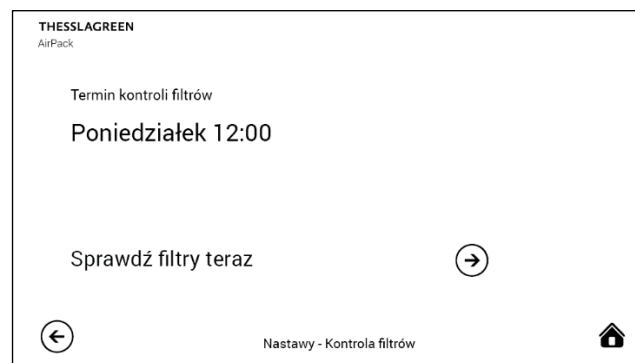 THESSLAGREEN
AirPack
Termin kontroli filtrów
Poniedziałek 12:00
Sprawdź filtry teraz
Nastawy - Kontrola filtrów